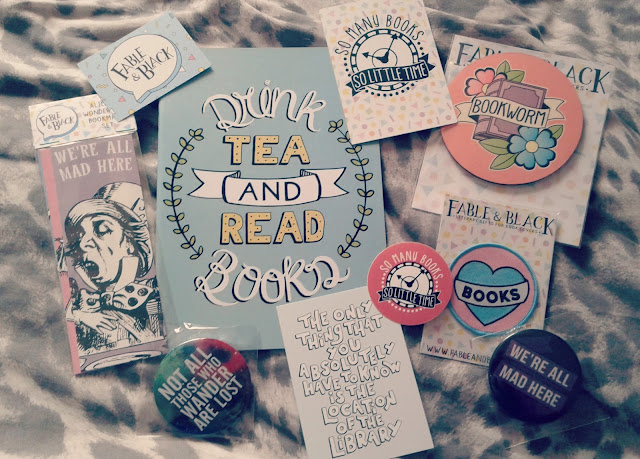 FABLE
& BLACK
FABLE
& BLACK
WE'RE ALL
MAD HERE
Drink
TEA
AND
READ
Books
SO MANY BOOKS
SO LITTLE TIME
FABLE & BLACK
BOOKWORM
FABLE & BLACK
BOOKS
SO MANY BOOKS
SO LITTLE TIME
THE ONLY
THING THAT
YOU
ABSOLUTELY
HAVE TO KNOW
IS THE
LOCATION
OF THE
LIBRARY
NOT ALL
THOSE WHO
WANDER
ARE LOST
WE'RE ALL
MAD HERE